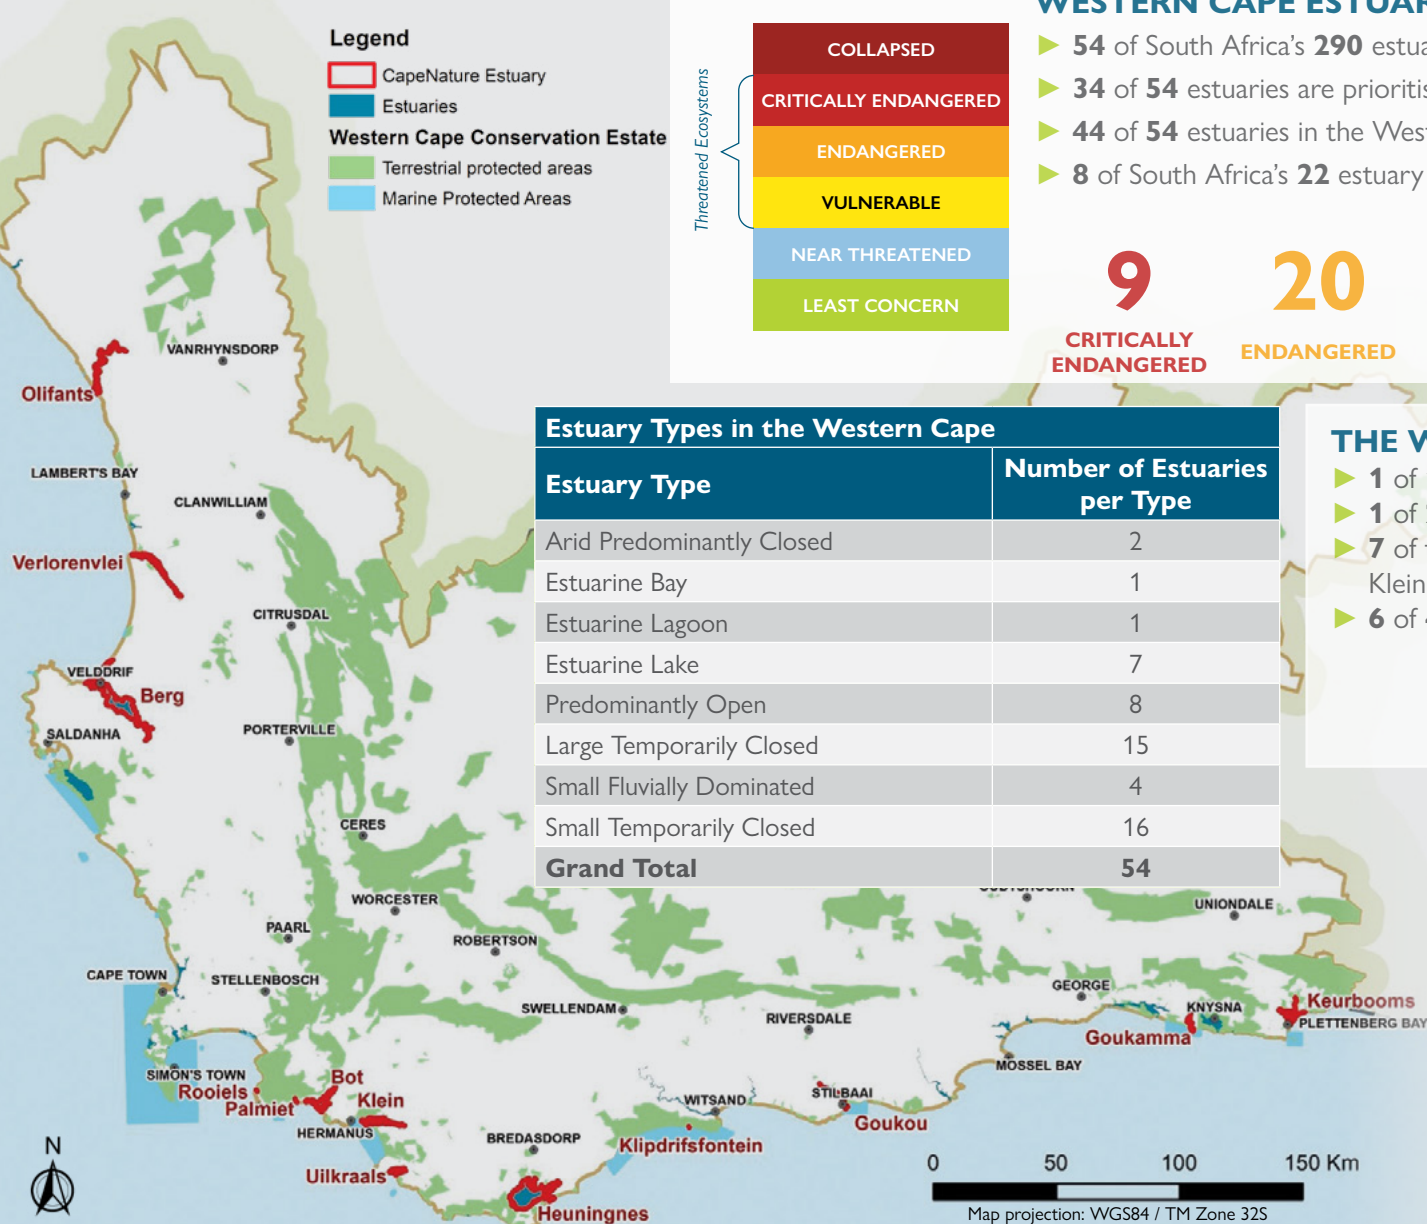 Legend
CapeNature Estuary
Estuaries
Western Cape Conservation Estate
Terrestrial protected areas
Marine Protected Areas
Threatened Ecosystems
COLLAPSED
CRITICALLY ENDANGERED
ENDANGERED
VULNERABLE
NEAR THREATENED
LEAST CONCERN
WESTERN CAPE
► 54 of South Africa's 290
► 34 of 54 estuaries are
► 44 of 54 estuaries in the
► 8 of South Africa's 22 estuary
9
CRITICALLY
ENDANGERED
20
ENDANGERED
Estuary Types in the Western Cape
Estuary Type
Number of Estuaries
per Type
Arid Predominantly Closed 2
Estuarine Bay 1
Estuarine Lagoon 1
Estuarine Lake 7
Predominantly Open 8
Large Temporarily Closed 15
Small Fluvially Dominated 4
Small Temporarily Closed 16
Grand Total 54
THE
► 1 of
► 1 of
► 7 of
Klein
► 6 of
VANRHYNSDORP
Olifants
LAMBERT'S BAY
CLANWILLIAM
Verlorenvlei
CITRUSDAL
VELDDRIF
Berg
SALDANHA
PORTERVILLE
CERES
WORCESTER
PAARL
ROBERTSON
UNIONDALE
CAPE TOWN
STELLENBOSCH
SWELLENDAM
RIVERSDALE
GEORGE
KNYSNA
Keurbooms
PLETTENBERG BAY
Goukamma
MOSSEL BAY
SIMON'S TOWN
Rooiels
Palmiet
Bot
Klein
HERMANUS
WITSAND
STILBAAI
Goukou
BREDASDORP
Klipdrifsfontein
Uilkraals
Heuningnes
N
0 50 100 150 Km
Map projection: WGS84 / TM Zone 32S